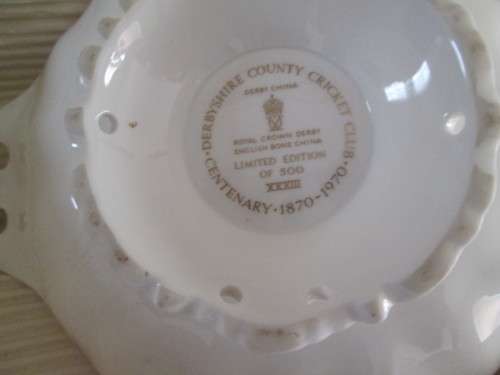 DERBYSHIRE COUNTY CRICKET CLUB
· CENTENARY · 1870-1970 ·
DERBY CHINA
ROYAL CROWN DERBY
ENGLISH BONE CHINA
LIMITED EDITION
OF 500
XXXIII